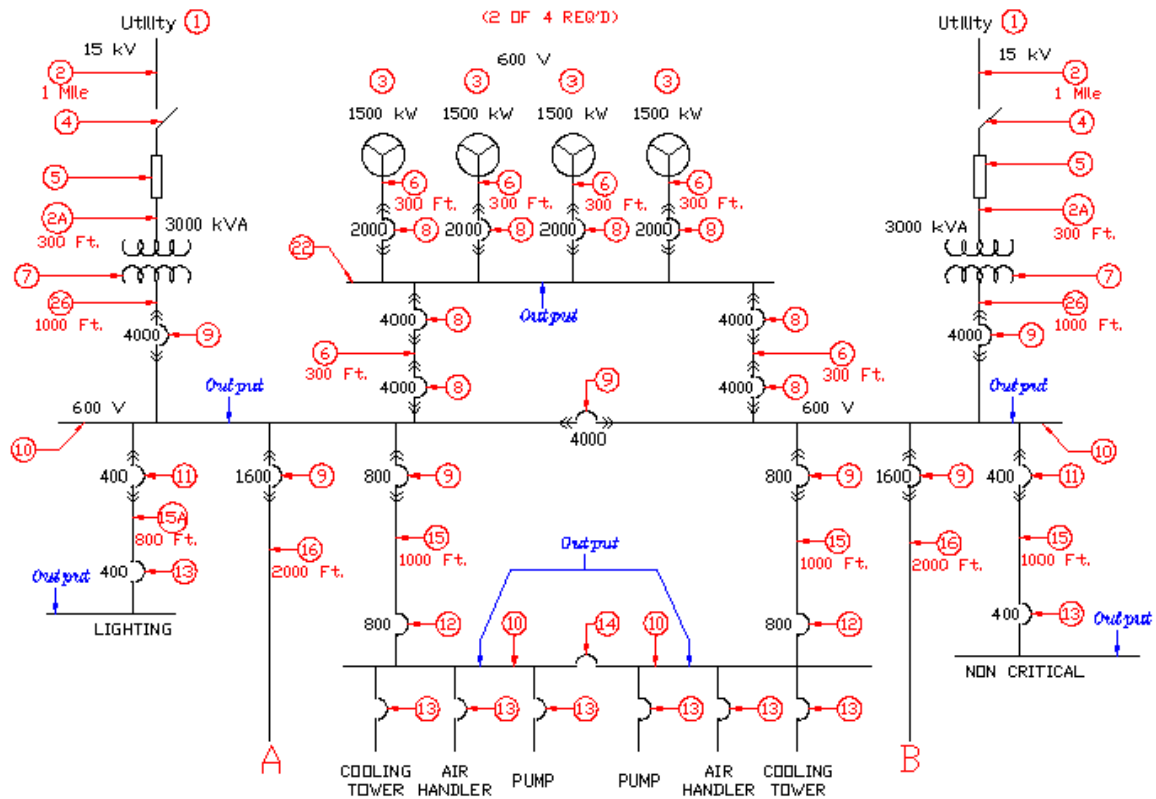 Utility 1
(2 OF 4 REQ'D)
Utility 1
15 kV
600 V
15 kV
2
1 Mile
3 3 3 3
2
1 Mile
4
1500 kW 1500 kW 1500 kW 1500 kW
4
5
5
6 6 6 6
300 Ft. 300 Ft. 300 Ft. 300 Ft.
2A
300 Ft.
3000 kVA
2000 8 2000 8 2000 8 2000 8
3000 kVA
2A
300 Ft.
7
22
7
26
1000 Ft.
Output
26
1000 Ft.
4000 9
4000 8
4000 8
4000 9
6
300 Ft.
6
300 Ft.
Output
4000 8
9
4000 8
Output
600 V
600 V
10
4000
10
400 11
1600 9
800 9
800 9
1600 9
400 11
15A
800 Ft.
16
2000 Ft.
15
1000 Ft.
Output
15
1000 Ft.
16
2000 Ft.
15
1000 Ft.
Output
400 13
800 12
10
14
10
800 12
400 13
Output
LIGHTING
NON CRITICAL
13 13 13 13 13 13
A
B
COOLING
TOWER
AIR
HANDLER
PUMP
PUMP
AIR
HANDLER
COOLING
TOWER